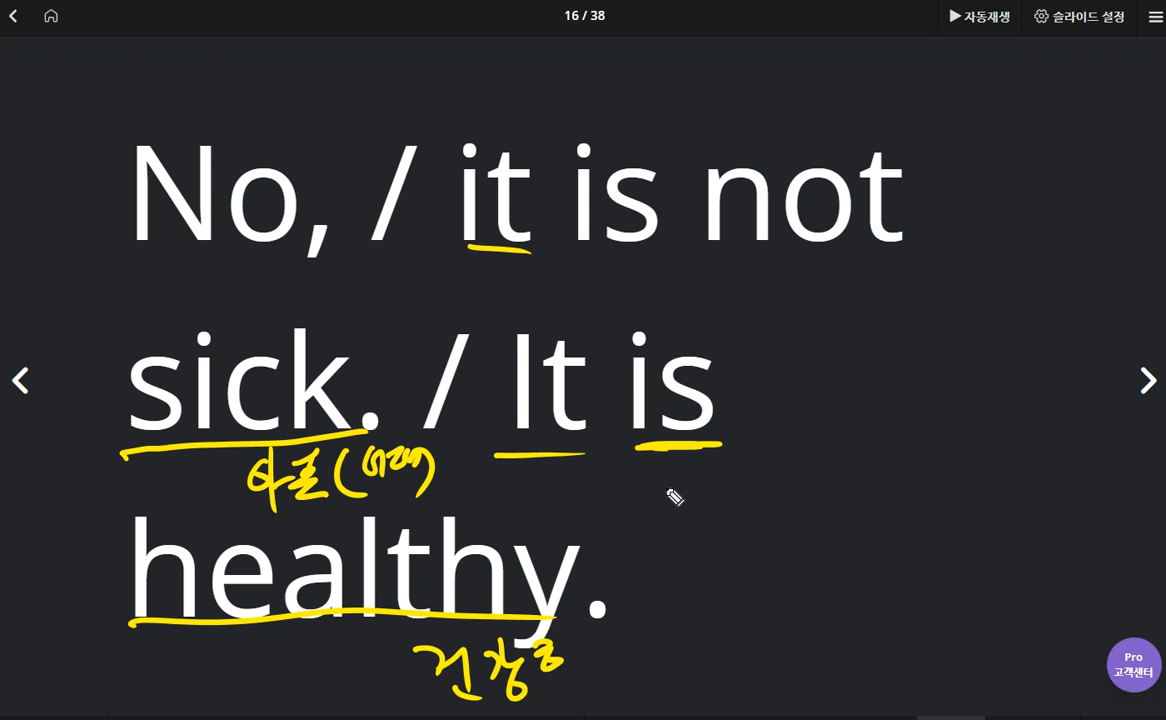 16 / 38
▶자동재생
슬라이드 설정
No, / it is not
sick. / It is
아픈
healthy.
건강한
Pro
고객센터